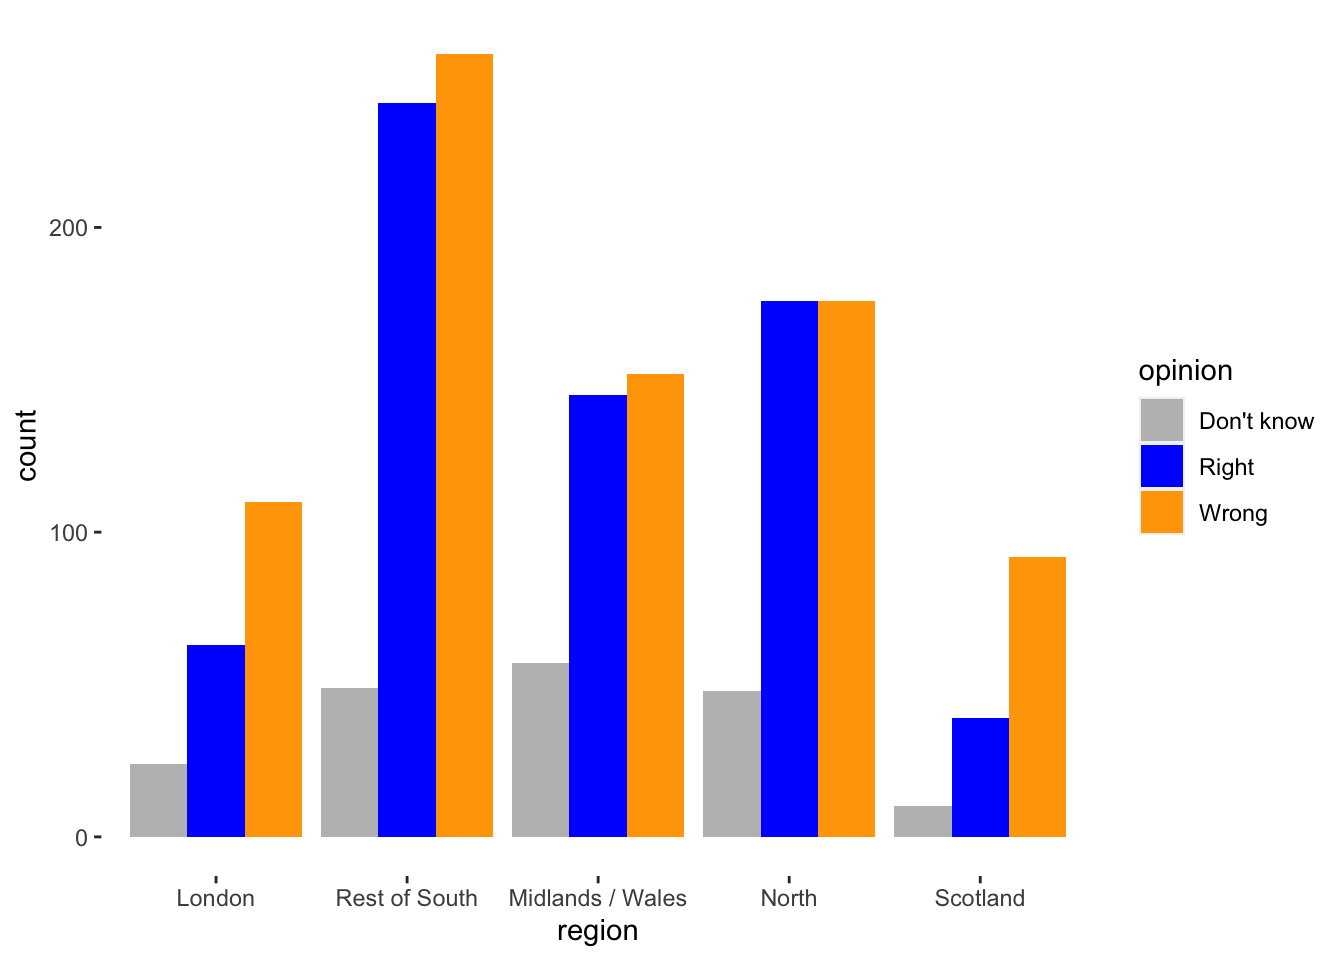 count
200
100
0
London
Rest of South
Midlands / Wales
North
Scotland
region
opinion
Don't know
Right
Wrong